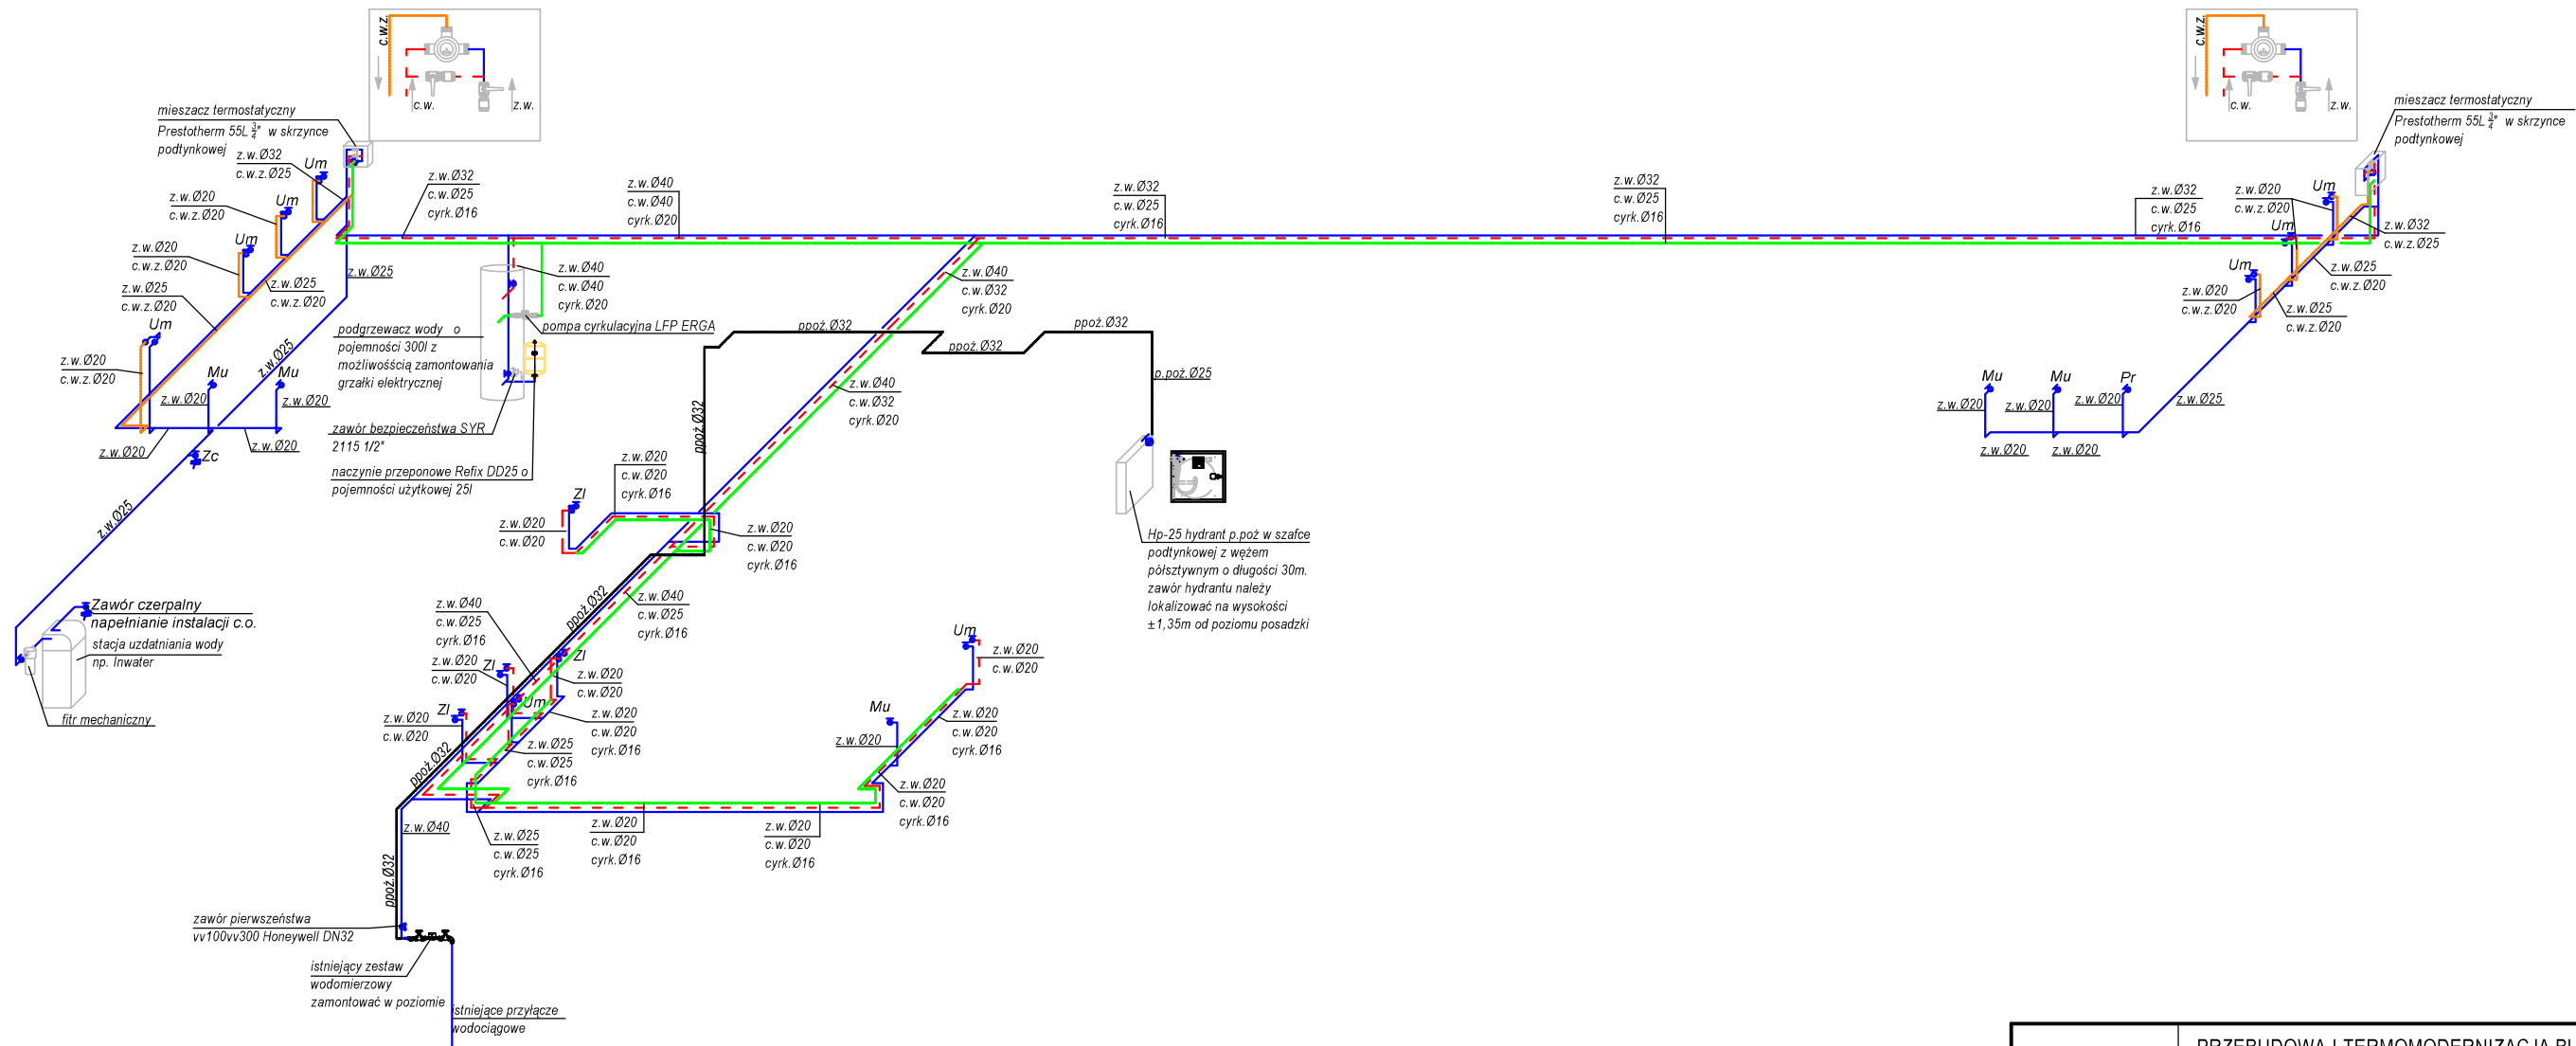 c.w.z.
c.w.
z.w.
mieszacz termostatyczny
Prestotherm 55L 3/4" w skrzynce
podtynkowej
z.w.Ø32
c.w.z.Ø25
Um
z.w.Ø20
c.w.z.Ø20
Um
z.w.Ø20
c.w.z.Ø20
Um
z.w.Ø25
c.w.z.Ø20
z.w.Ø25
c.w.z.Ø20
Um
z.w.Ø20
c.w.z.Ø20
z.w.Ø25
z.w.Ø25
Mu
z.w.Ø20
Mu
z.w.Ø20
z.w.Ø20
z.w.Ø20
Zc
z.w.Ø25
Zawór czerpalny
napełnianie instalacji c.o.
stacja uzdatniania wody
np. Inwater
fitr mechaniczny
z.w.Ø32
c.w.Ø25
cyrk.Ø16
z.w.Ø40
c.w.Ø40
cyrk.Ø20
z.w.Ø40
c.w.Ø40
cyrk.Ø20
pompa cyrkulacyjna LFP ERGA
podgrzewacz wody o
pojemności 300l z
możliwośścią zamontowania
grzałki elektrycznej
zawór bezpieczeństwa SYR
2115 1/2"
naczynie przeponowe Refix DD25 o
pojemności użytkowej 25l
z.w.Ø32
c.w.Ø25
cyrk.Ø16
z.w.Ø40
c.w.Ø32
cyrk.Ø20
z.w.Ø40
c.w.Ø32
cyrk.Ø20
ppoż.Ø32
ppoż.Ø32
ppoż.Ø32
p.poż.Ø25
ppoż.Ø32
Hp-25 hydrant p.poż w szafce
podtynkowej z wężem
półsztywnym o długości 30m.
zawór hydrantu należy
lokalizować na wysokości
±1,35m od poziomu posadzki
z.w.Ø20
c.w.Ø20
cyrk.Ø16
Zl
z.w.Ø20
c.w.Ø20
z.w.Ø20
c.w.Ø20
cyrk.Ø16
ppoż.Ø32
z.w.Ø40
c.w.Ø25
cyrk.Ø16
z.w.Ø40
c.w.Ø25
cyrk.Ø16
z.w.Ø20
c.w.Ø20
Zl
Zl
z.w.Ø20
c.w.Ø20
Um
Zl
z.w.Ø20
c.w.Ø20
z.w.Ø20
c.w.Ø20
cyrk.Ø16
z.w.Ø25
c.w.Ø25
cyrk.Ø16
ppoż.Ø32
z.w.Ø40
z.w.Ø25
c.w.Ø25
cyrk.Ø16
z.w.Ø20
c.w.Ø20
cyrk.Ø16
z.w.Ø20
c.w.Ø20
cyrk.Ø16
z.w.Ø20
c.w.Ø20
cyrk.Ø16
Mu
z.w.Ø20
Um
z.w.Ø20
c.w.Ø20
z.w.Ø20
c.w.Ø20
cyrk.Ø16
ppoż.Ø32
zawór pierwszeństwa
vv100vv300 Honeywell DN32
istniejący zestaw
wodomierzowy
zamontować w poziomie
istniejące przyłącze
wodociągowe
z.w.Ø32
c.w.Ø25
cyrk.Ø16
z.w.Ø32
c.w.Ø25
cyrk.Ø16
c.w.z.
c.w.
z.w.
mieszacz termostatyczny
Prestotherm 55L 3/4" w skrzynce
podtynkowej
z.w.Ø20
c.w.z.Ø20
Um
z.w.Ø32
c.w.z.Ø25
Um
z.w.Ø25
c.w.z.Ø20
Um
z.w.Ø20
c.w.z.Ø20
z.w.Ø25
c.w.z.Ø20
Mu
z.w.Ø20
Mu
z.w.Ø20
Pr
z.w.Ø20
z.w.Ø25
z.w.Ø20
z.w.Ø20